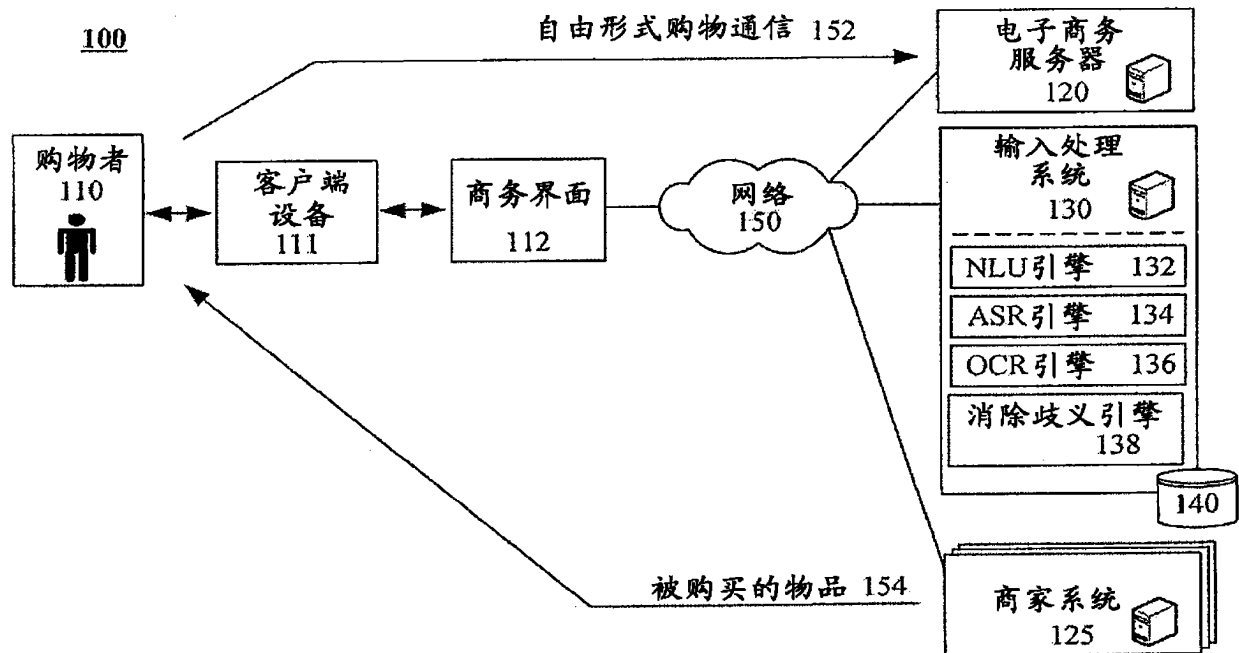 100
自由形式购物通信 152
电子商务
服务器
120
购物者
110
客户端
设备
111
商务界面
112
网络
150
输入处理
系统
130
NLU引擎 132
ASR引擎 134
OCR引擎 136
消除歧义引擎
138
140
被购买的物品 154
商家系统
125